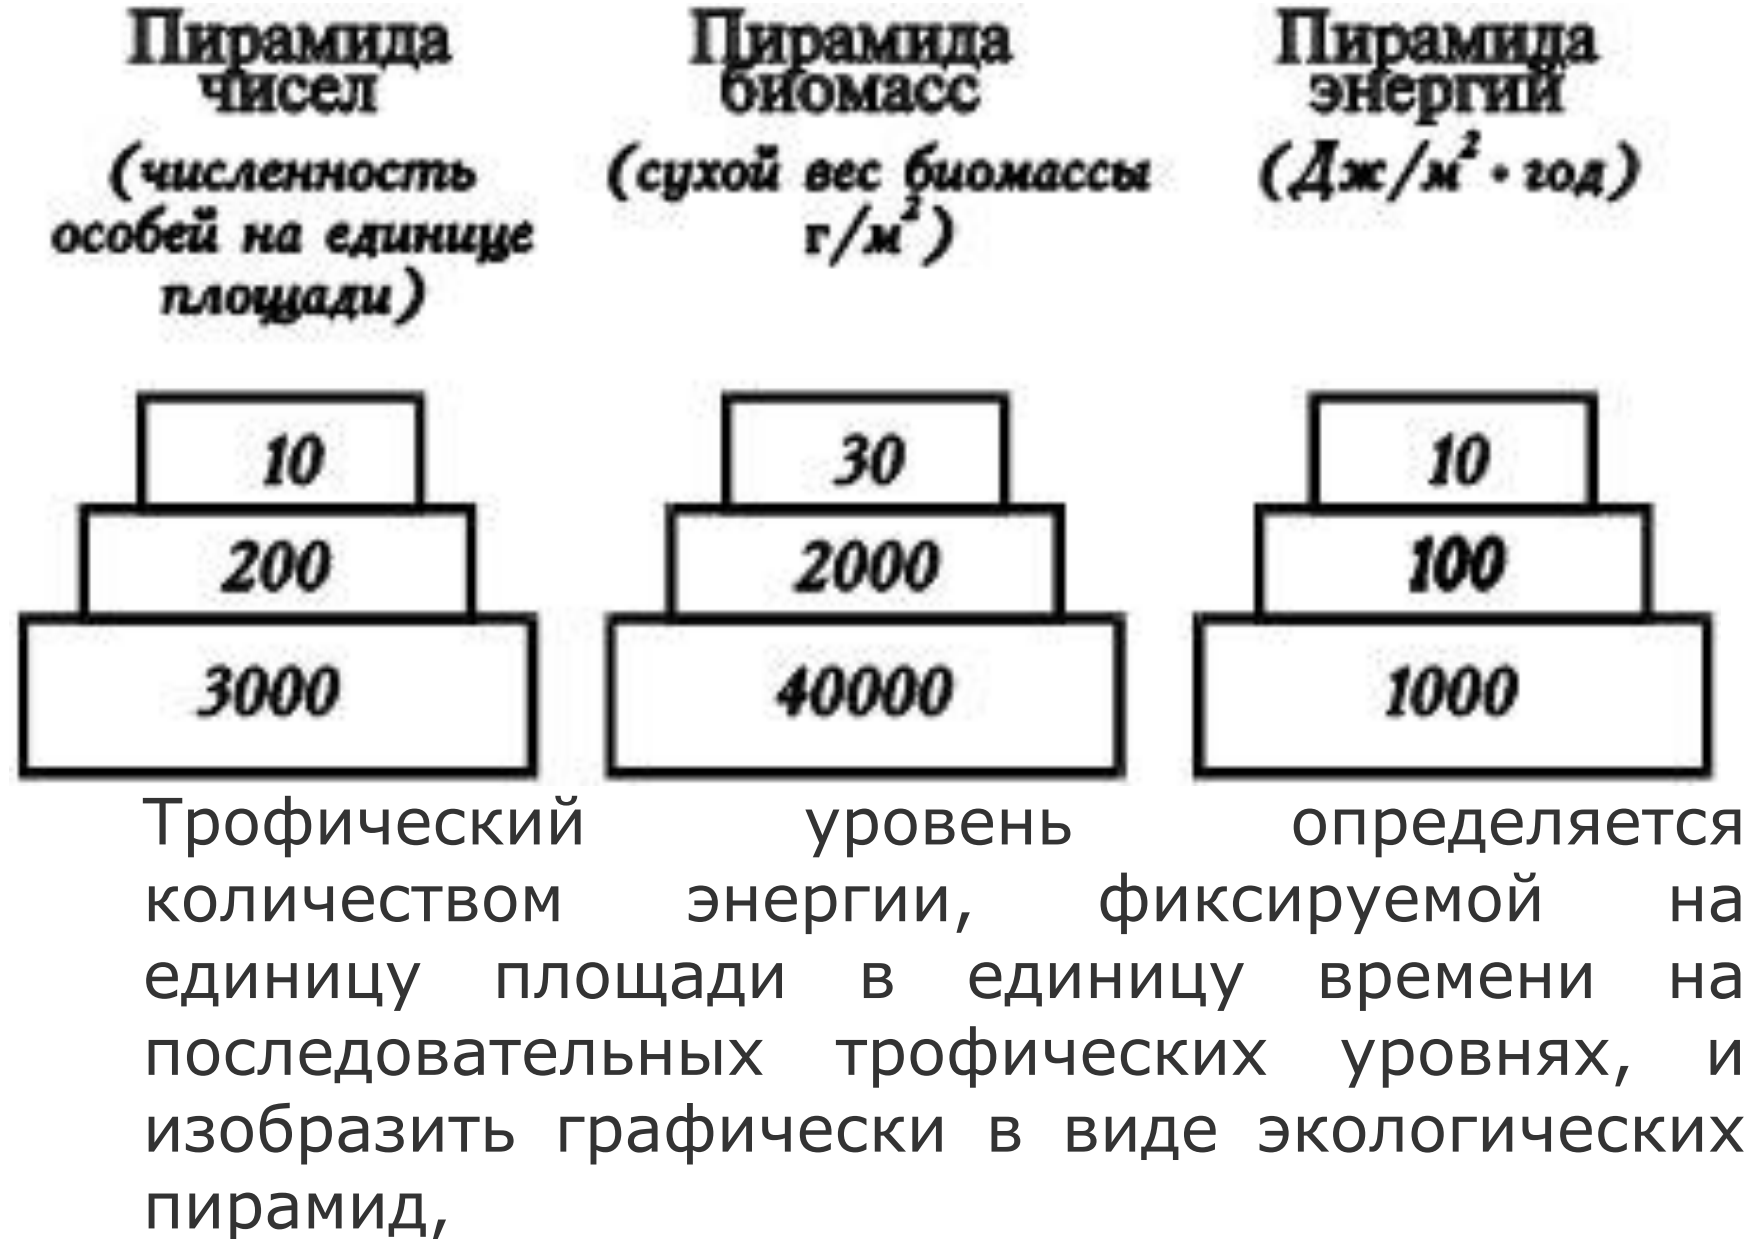 Пирамида
чисел
(численность
особей на единице
площади)
10
200
3000
Пирамида
биомасс
(сухой вес биомассы
г/м²)
30
2000
40000
Пирамида
энергий
(Дж/м² • год)
10
100
1000
Трофический уровень определяется
количеством энергии, фиксируемой на
единицу площади в единицу времени на
последовательных трофических уровнях, и
изобразить графически в виде экологических
пирамид,